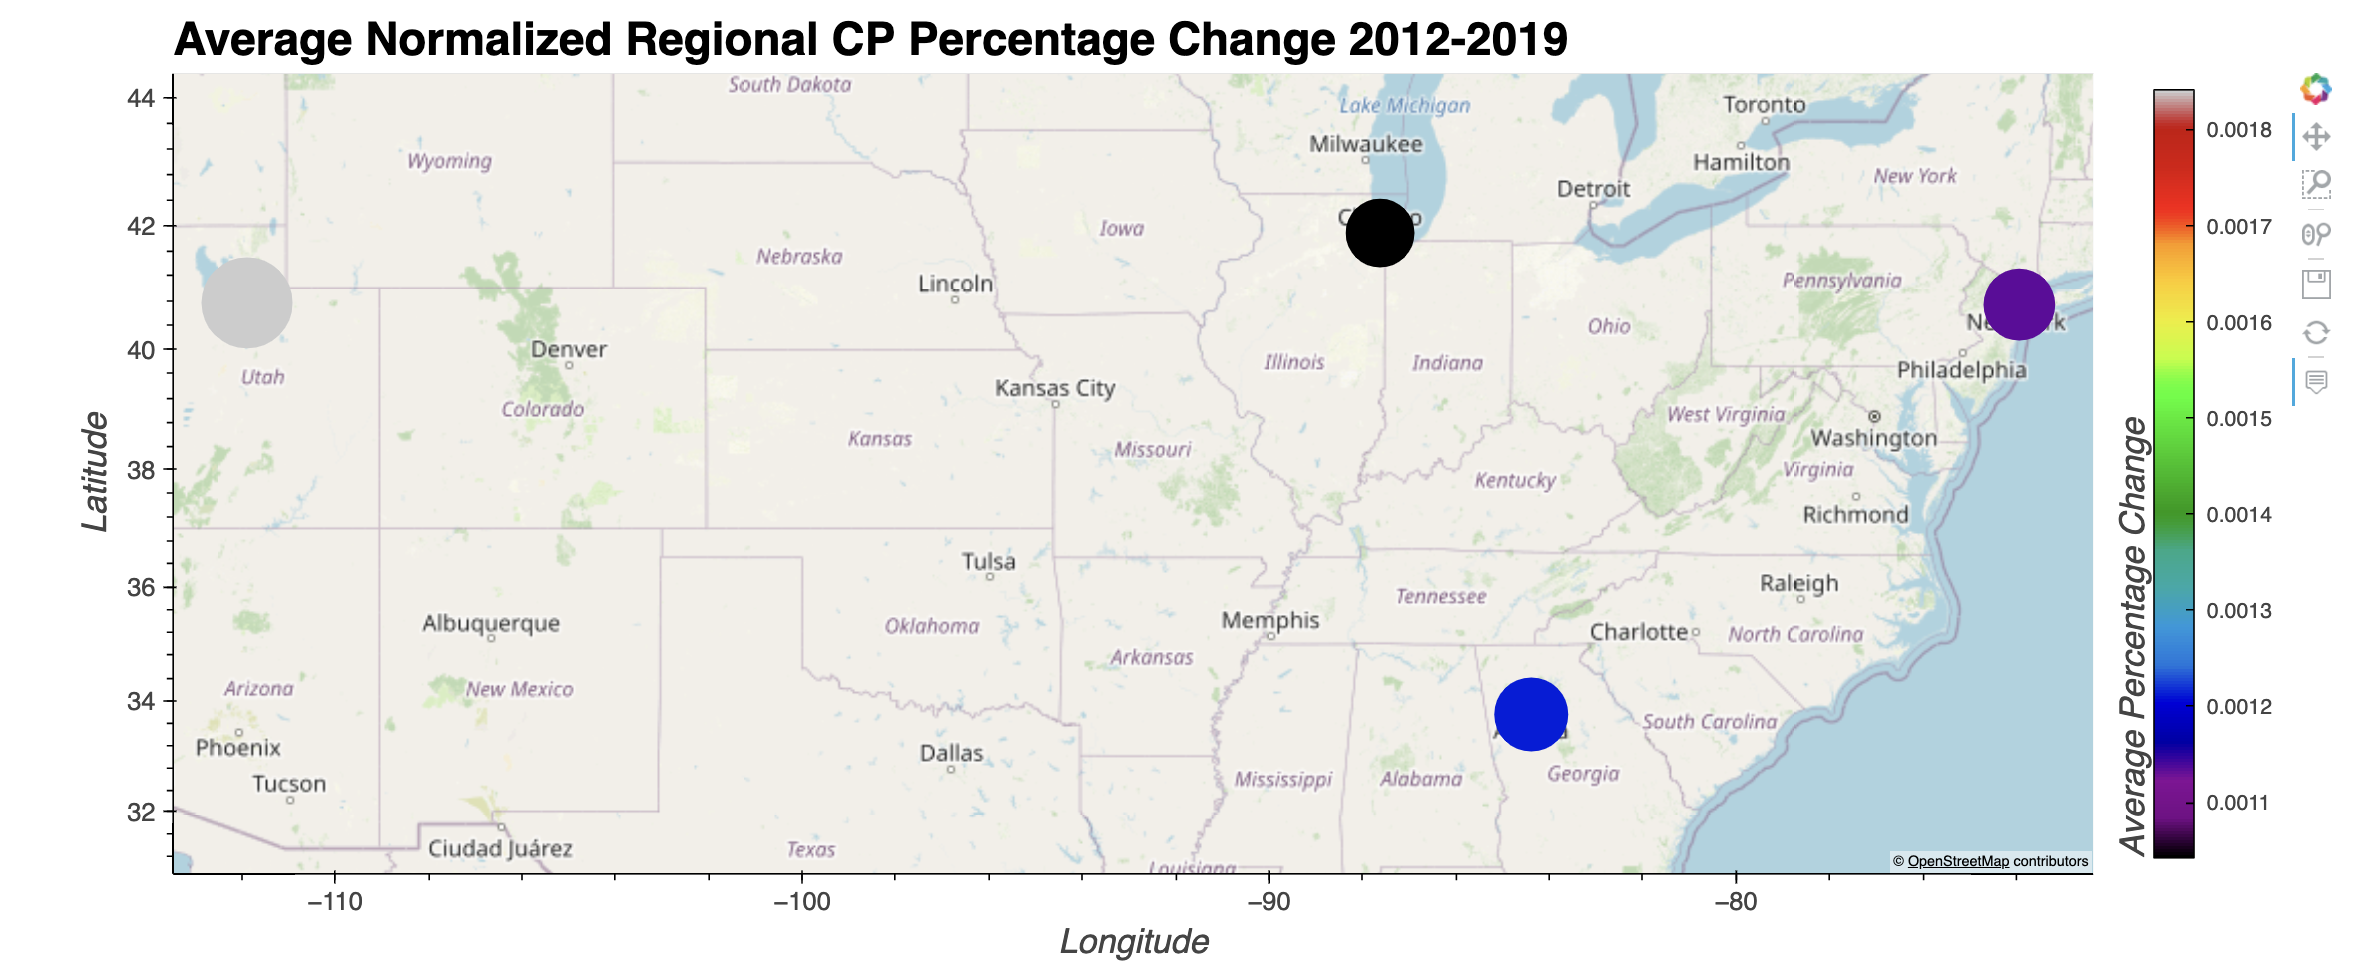 Average Normalized Regional CP Percentage Change 2012-2019
South Dakota
Lake Michigan
Toronto
44
0.0018
Milwaukee
Wyoming
Hamilton
New York
Detroit
42
0.0017
Iowa
Nebraska
Pennsylvania
Lincoln
0.0016
Ohio
40
Denver
Illinois
Indiana
Philadelphia
Utah
Kansas City
Colorado
West Virginia
0.0015
Kansas
Washington
Missouri
38
Virginia
Kentucky
Richmond
0.0014
Latitude
Average Percentage Change
Tulsa
36
Raleigh
Tennessee
0.0013
Albuquerque
Memphis
Oklahoma
Charlotte
North Carolina
Arkansas
Arizona
New Mexico
34
0.0012
South Carolina
Phoenix
Dallas
Georgia
Tucson
Mississippi
Alabama
0.0011
32
Ciudad Juárez
Texas
Louisiana
© OpenStreetMap contributors
−110
−100
−90
−80
Longitude